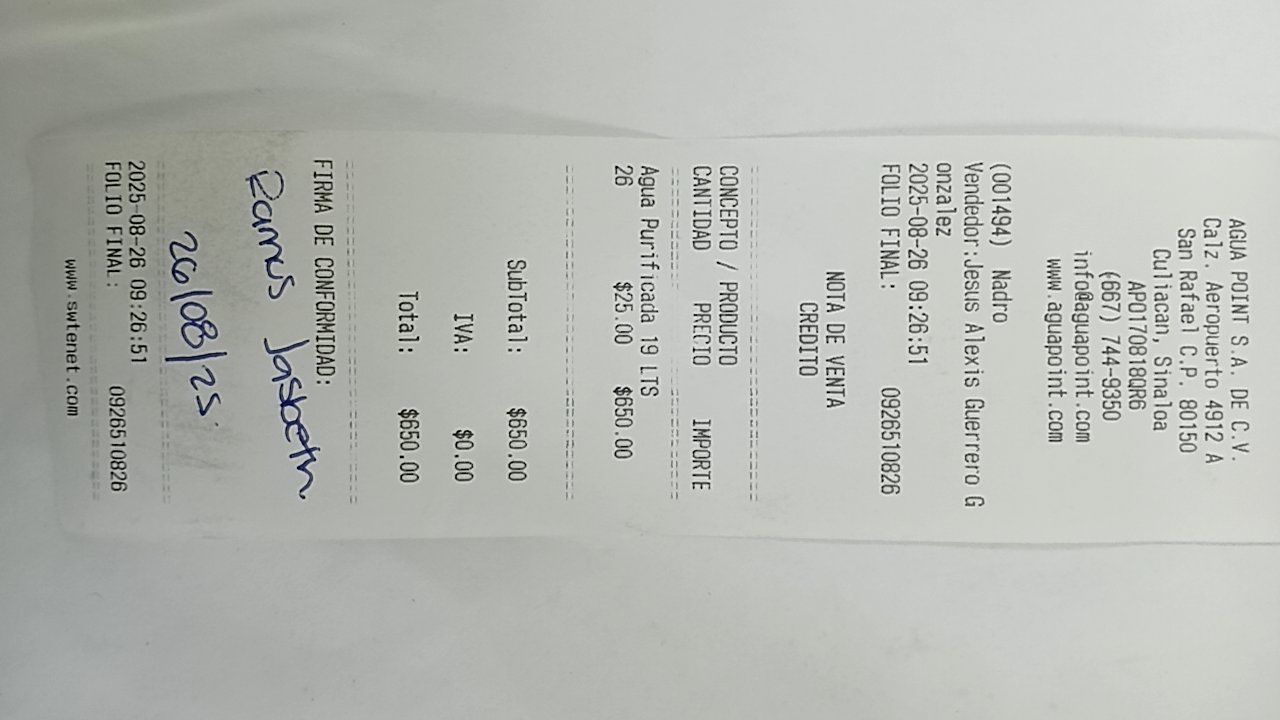 AGUA POINT S.A. DE C.V.
Calz. Aeropuerto 4912 A
San Rafael C.P. 80150
Culiacan, Sinaloa
APO170818QR6
(667) 744-9350
info@aguapoint.com
www.aguapoint.com
(001494) Nadro
Vendedor:Jesus Alexis Guerrero G
onzalez
2025-08-26 09:26:51
FOLIO FINAL: 0926510826
NOTA DE VENTA
CREDITO
CONCEPTO / PRODUCTO
CANTIDAD PRECIO IMPORTE
Agua Purificada 19 LTS
26 $25.00 $650.00
SubTotal: $650.00
IVA: $0.00
Total: $650.00
FIRMA DE CONFORMIDAD:
Ramos Jasbeth
26/08/25.
2025-08-26 09:26:51
FOLIO FINAL: 0926510826
www.swtenet.com